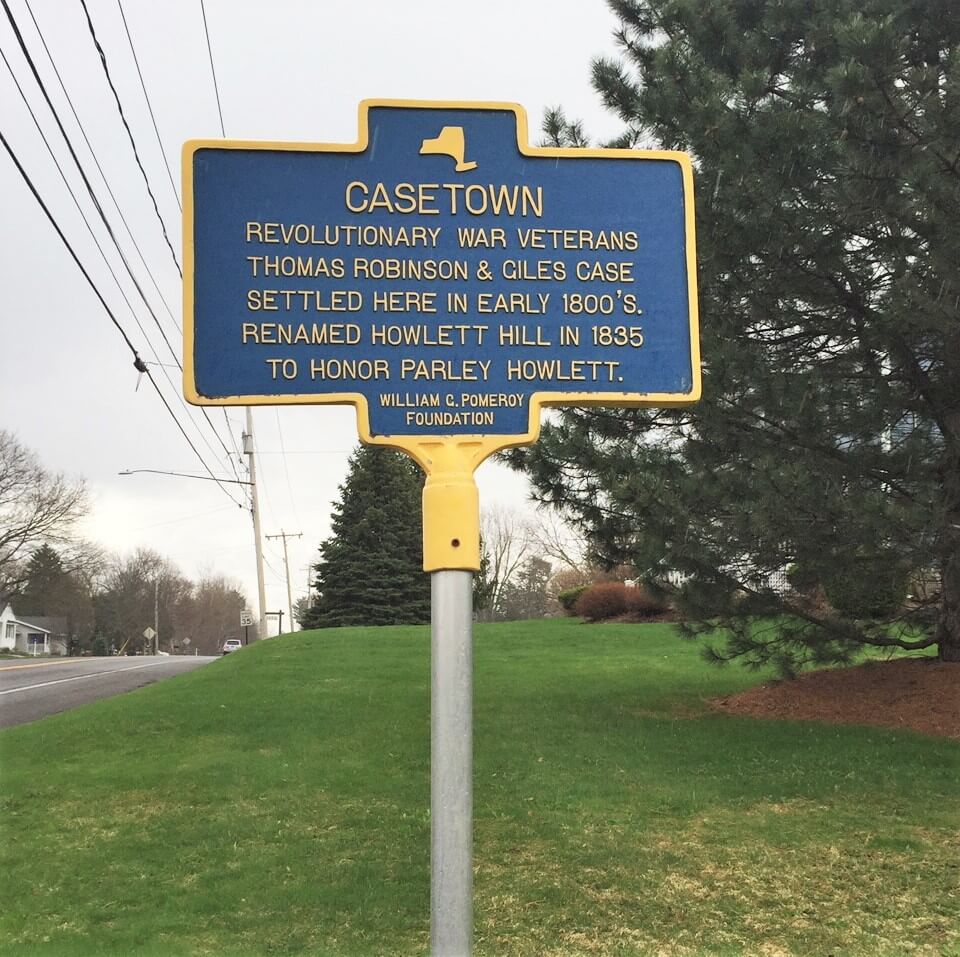 CASETOWN
REVOLUTIONARY WAR VETERANS
THOMAS ROBINSON & GILES CASE
SETTLED HERE IN EARLY 1800'S.
RENAMED HOWLETT HILL IN 1835
TO HONOR PARLEY HOWLETT.
WILLIAM G. POMEROY
FOUNDATION
35